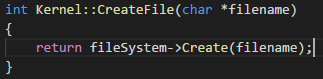 int Kernel::CreateFile(char *filename)
{
    return fileSystem->Create(filename);
}